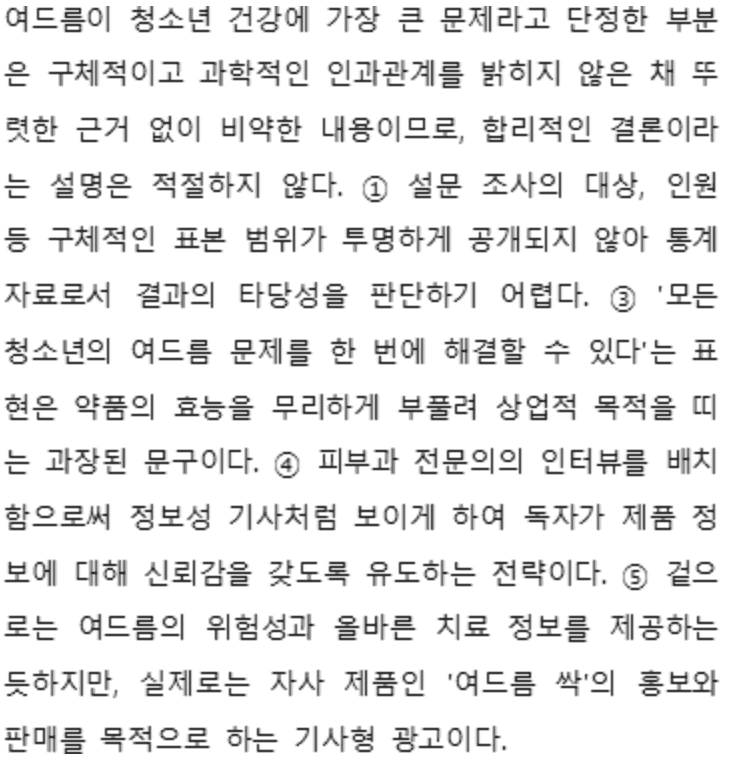 여드름이 청소년 건강에 가장 큰 문제라고 단정한 부분
은 구체적이고 과학적인 인과관계를 밝히지 않은 채 뚜
렷한 근거 없이 비약한 내용이므로, 합리적인 결론이라
는 설명은 적절하지 않다. ① 설문 조사의 대상, 인원
등 구체적인 표본 범위가 투명하게 공개되지 않아 통계
자료로서 결과의 타당성을 판단하기 어렵다. ③ '모든
청소년의 여드름 문제를 한 번에 해결할 수 있다'는 표
현은 약품의 효능을 무리하게 부풀려 상업적 목적을 띠
는 과장된 문구이다. ④ 피부과 전문의의 인터뷰를 배치
함으로써 정보성 기사처럼 보이게 하여 독자가 제품 정
보에 대해 신뢰감을 갖도록 유도하는 전략이다. ⑤ 겉으
로는 여드름의 위험성과 올바른 치료 정보를 제공하는
듯하지만, 실제로는 자사 제품인 '여드름 싹'의 홍보와
판매를 목적으로 하는 기사형 광고이다.